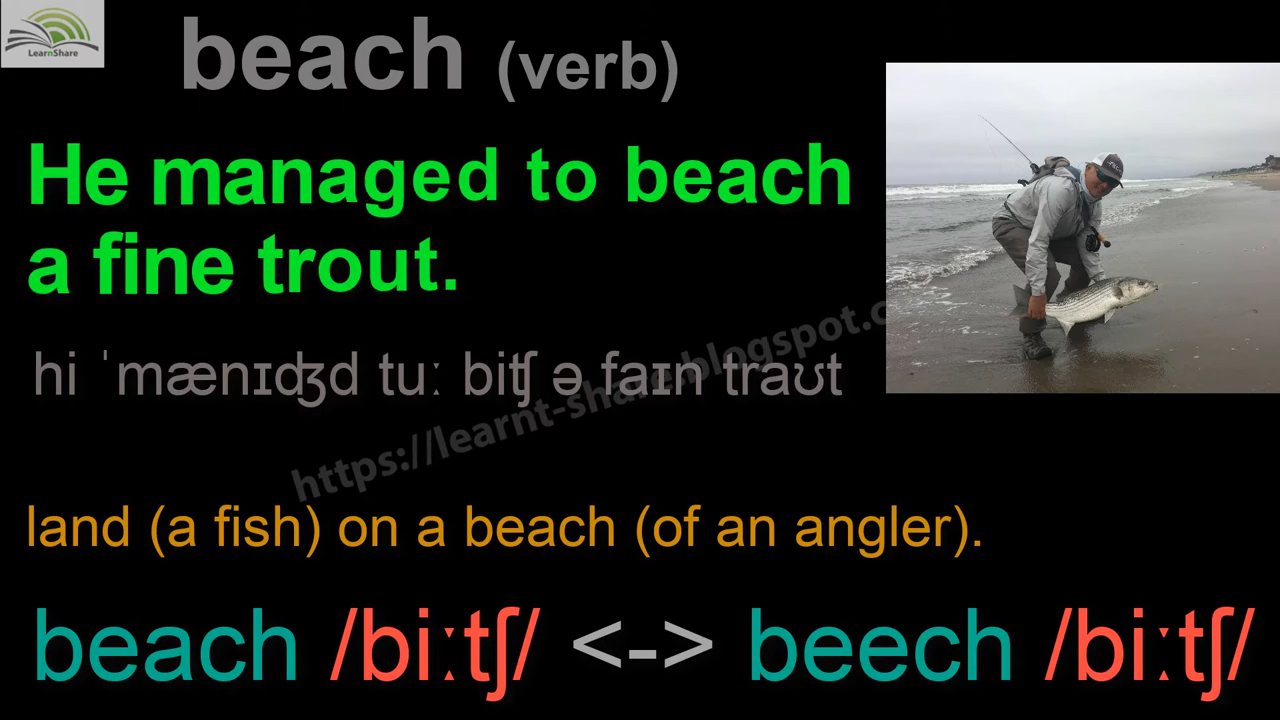 LearnShare
beach (verb)
He managed to beach
a fine trout.
hi ˈmænɪʤd tuː biʧ ə faɪn traʊt
https://learnt-share.blogspot.c
land (a fish) on a beach (of an angler).
beach /biːtʃ/ <-> beech /biːtʃ/